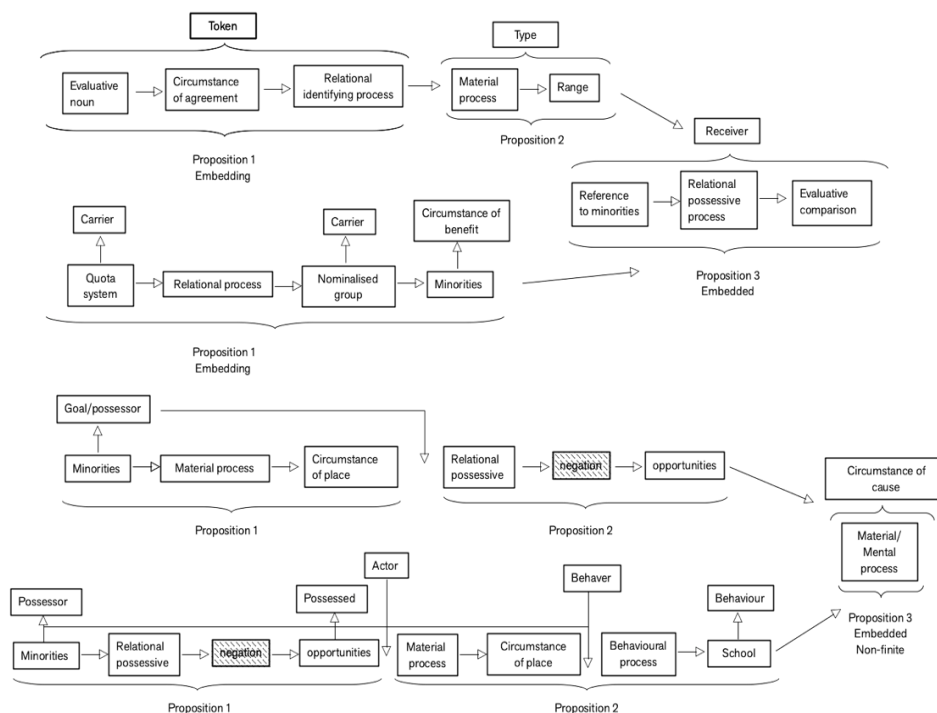 Token
Type
Evaluative
noun
Circumstance
of agreement
Relational
identifying process
Material
process
Range
Proposition 1
Embedding
Proposition 2
Receiver
Reference
to minorities
Relational
possessive
process
Evaluative
comparison
Proposition 3
Embedded
Carrier
Carrier
Circumstance of
benefit
Quota
system
Relational process
Nominalised
group
Minorities
Proposition 1
Embedding
Goal/possessor
Minorities
Material process
Circumstance
of place
Relational
possessive
negation
opportunities
Proposition 1
Proposition 2
Circumstance of
cause
Material/
Mental
process
Proposition 3
Embedded
Non-finite
Actor
Possessor
Possessed
Behaver
Behaviour
Minorities
Relational
possessive
negation
opportunities
Material
process
Circumstance
of place
Behavioural
process
School
Proposition 1
Proposition 2